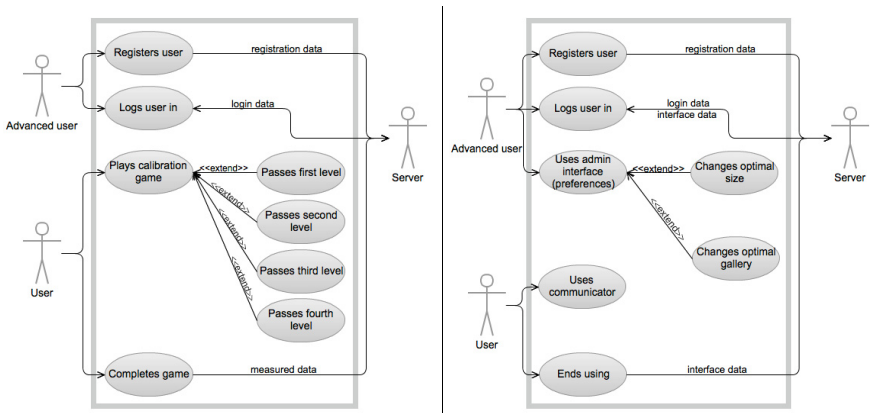 Registers user
registration data
Advanced user
Logs user in
login data
Server
Plays calibration
game
<<extend>>
Passes first level
<<extend>>
Passes second
level
<<extend>>
Passes third level
<<extend>>
Passes fourth
level
User
Completes game
measured data
Registers user
registration data
Advanced user
Logs user in
login data
interface data
Server
Uses admin
interface
(preferences)
<<extend>>
Changes optimal
size
<<extend>>
Changes optimal
gallery
Uses
communicator
User
Ends using
interface data